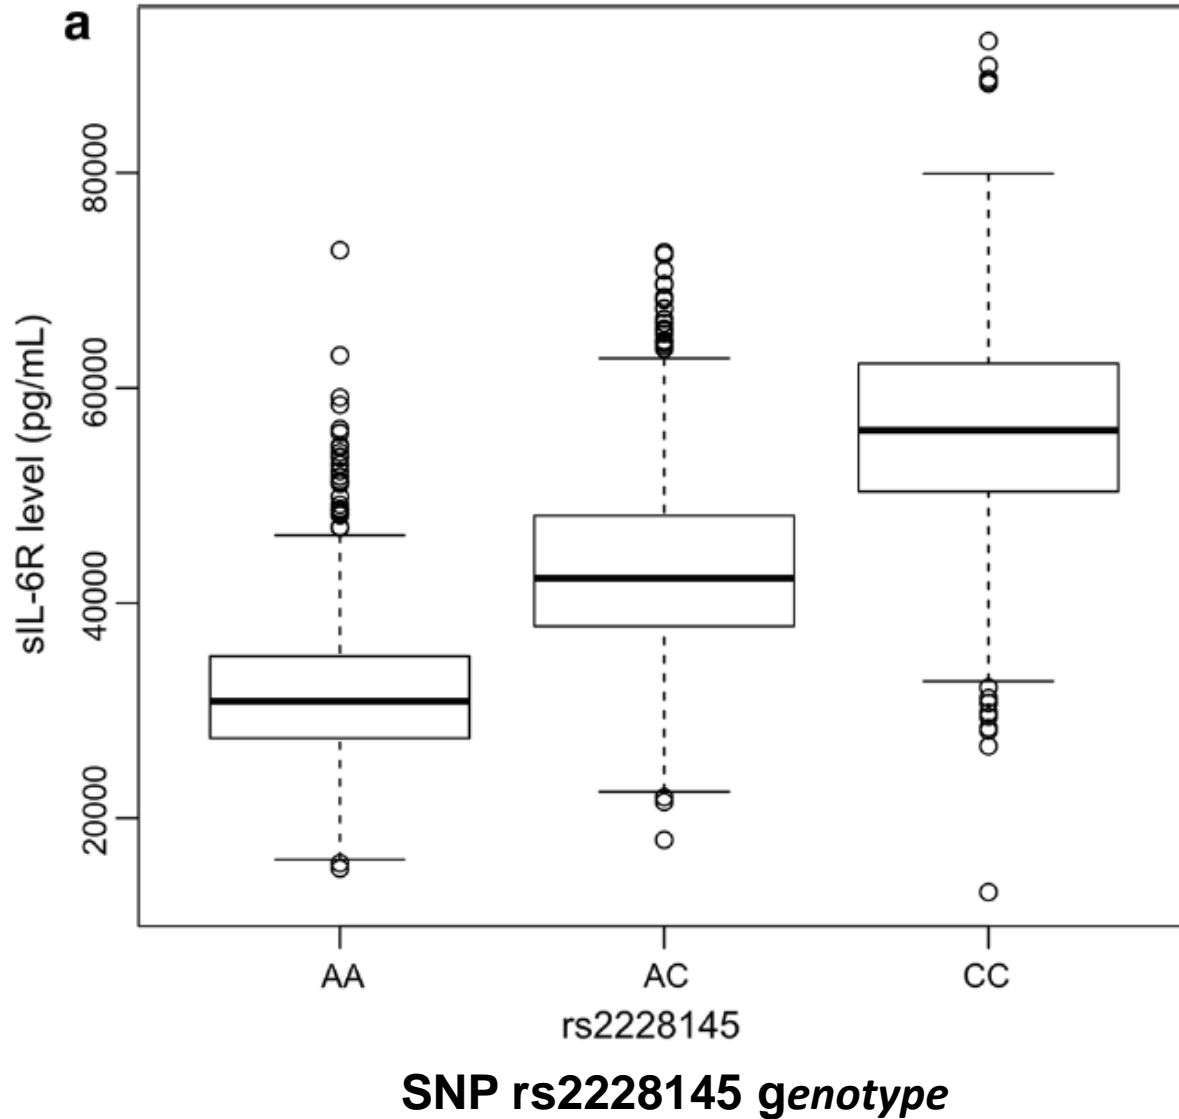 a
sIL-6R level (pg/mL)
80000
60000
40000
20000
AA AC CC
rs2228145
SNP rs2228145 genotype